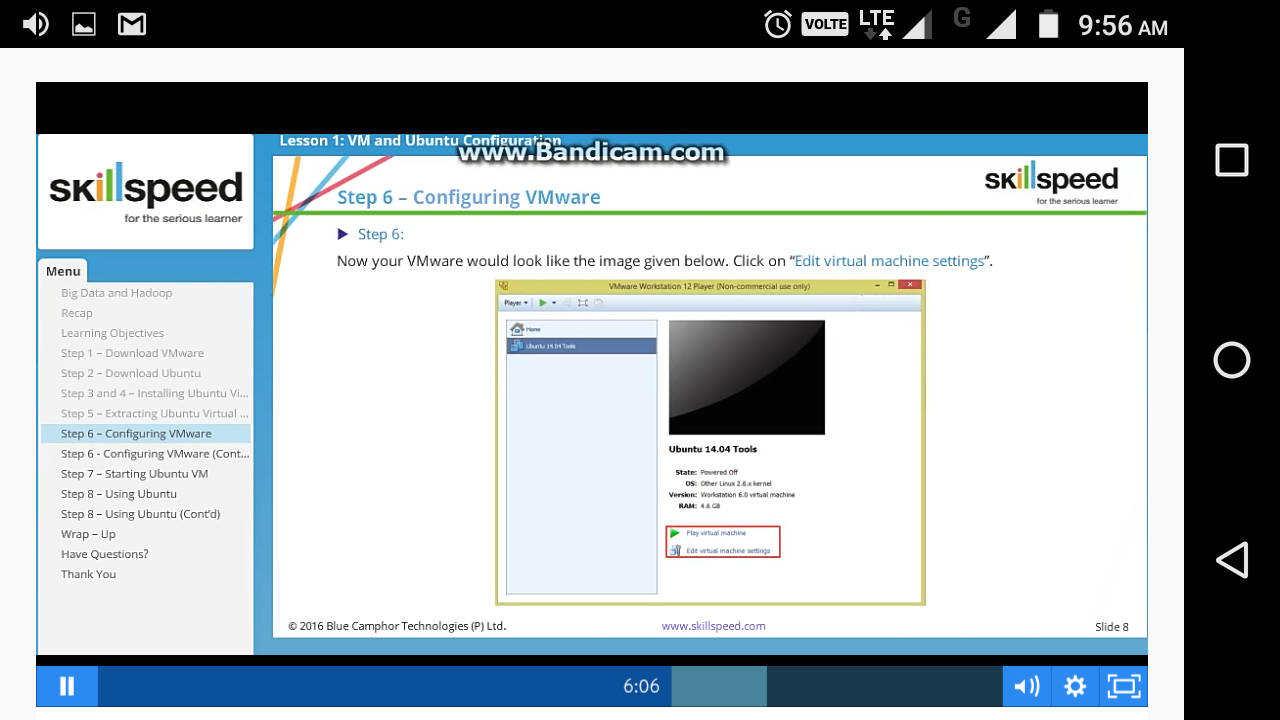 VOLTE LTE G 9:56 AM
Lesson 1: VM and Ubuntu Configuration
www.Bandicam.com
skillspeed
for the serious learner
skillspeed
for the serious learner
Step 6 – Configuring VMware
Step 6:
Now your VMware would look like the image given below. Click on “Edit virtual machine settings”.
Menu
Big Data and Hadoop
Recap
Learning Objectives
Step 1 – Download VMware
Step 2 – Download Ubuntu
Step 3 and 4 – Installing Ubuntu Vi...
Step 5 – Extracting Ubuntu Virtual ...
Step 6 – Configuring VMware
Step 6 - Configuring VMware (Cont...
Step 7 – Starting Ubuntu VM
Step 8 – Using Ubuntu
Step 8 – Using Ubuntu (Cont'd)
Wrap – Up
Have Questions?
Thank You
VMware Workstation 12 Player (Non-commercial use only)
Player
Home
Ubuntu 14.04 Tools
Ubuntu 14.04 Tools
State: Powered Off
OS: Other Linux 2.6.x kernel
Version: Workstation 6.0 virtual machine
RAM: 4.6 GB
Play virtual machine
Edit virtual machine settings
© 2016 Blue Camphor Technologies (P) Ltd.
www.skillspeed.com
Slide 8
6:06